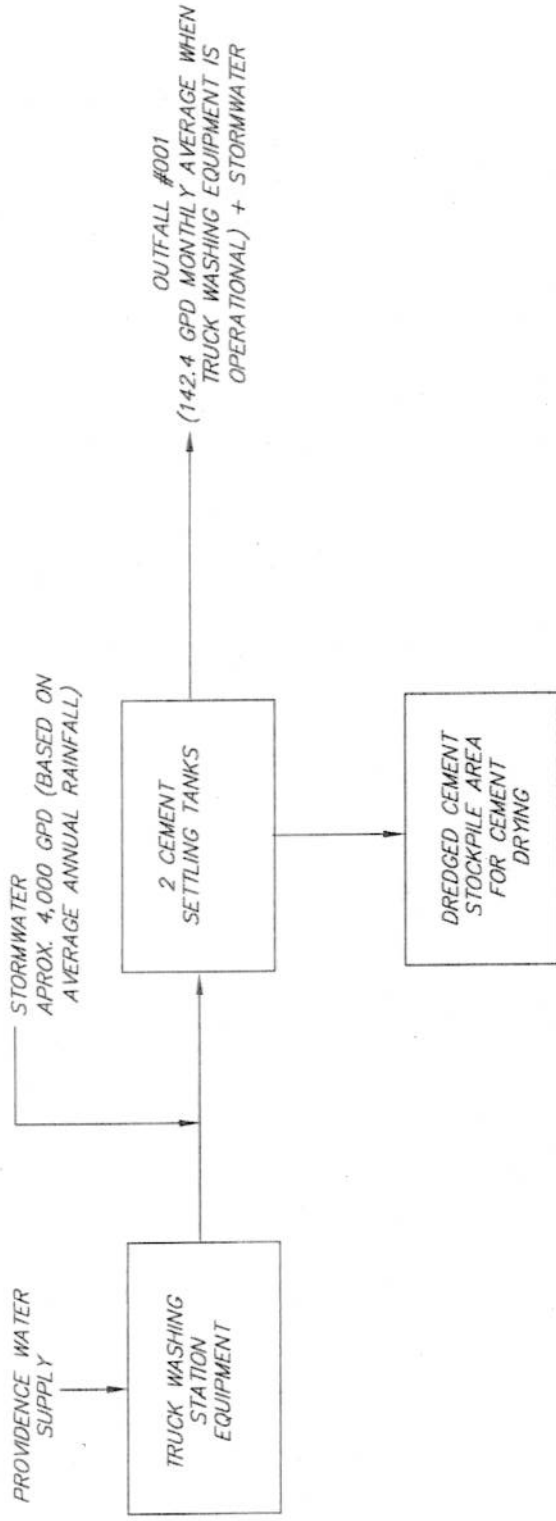 PROVIDENCE WATER
SUPPLY
TRUCK WASHING
STATION
EQUIPMENT
STORMWATER
APROX. 4,000 GPD (BASED ON
AVERAGE ANNUAL RAINFALL)
2 CEMENT
SETTLING TANKS
DREDGED CEMENT
STOCKPILE AREA
FOR CEMENT
DRYING
OUTFALL #001
(142.4 GPD MONTHLY AVERAGE WHEN
TRUCK WASHING EQUIPMENT IS
OPERATIONAL) + STORMWATER